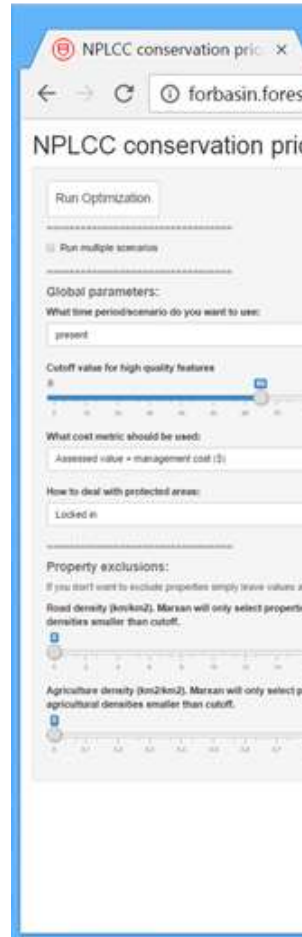 NPLCC conservation pric
forbasin.fores
NPLCC conservation pric
Run Optimization
Run multiple scenarios
Global parameters:
What time period/scenario do you want to use:
present
Cutoff value for high quality features
0
What cost metric should be used:
Assessed value + management cost ($)
How to deal with protected areas:
Locked in
Property exclusions:
If you don't want to exclude properties simply leave values a
Road density (km/km2). Marxan will only select properti
densities smaller than cutoff.
0
Agriculture density (km2/km2). Marxan will only select p
agricultural densities smaller than cutoff.
0